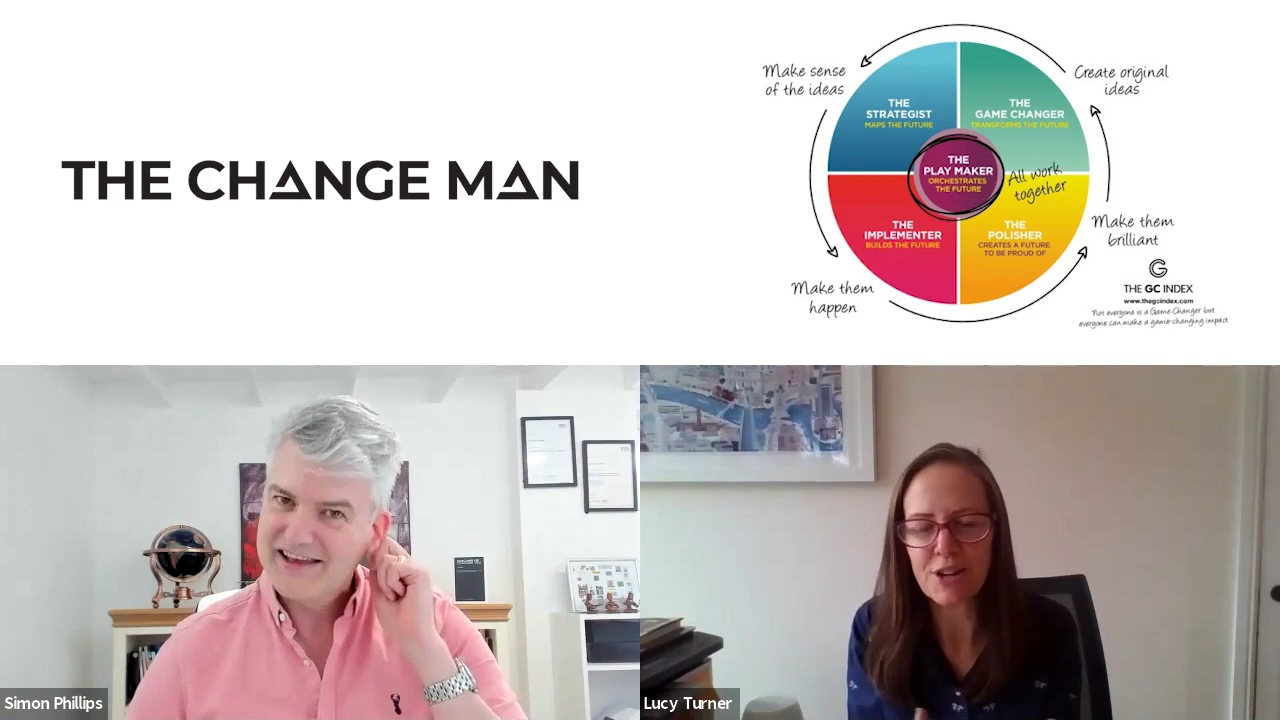 THE CHANGE MAN
Make sense
of the ideas
Create original
ideas
THE
STRATEGIST
MAPS THE FUTURE
THE
GAME CHANGER
TRANSFORMS THE FUTURE
THE
PLAY MAKER
ORCHESTRATES
THE FUTURE
All work
together
THE
IMPLEMENTER
BUILDS THE FUTURE
THE
POLISHER
CREATES A FUTURE
TO BE PROUD OF
Make them
brilliant
Make them
happen
THE GC INDEX
www.thegcindex.com
Not everyone is a Game Changer but
everyone can make a game-changing impact
Simon Phillips
Lucy Turner